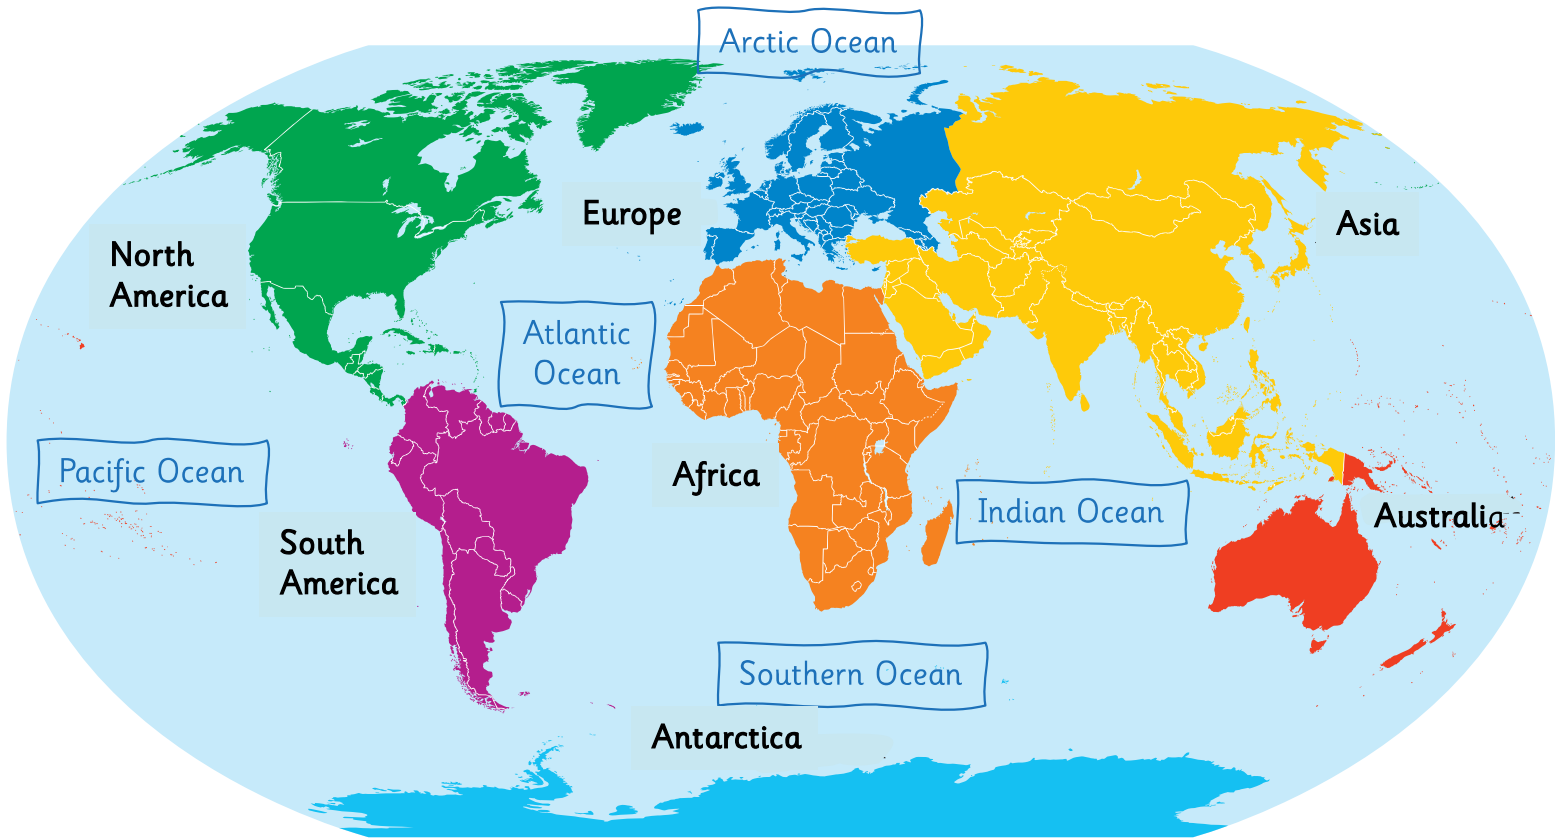 Arctic Ocean
Europe
Asia
North
America
Atlantic
Ocean
Pacific Ocean
Africa
Indian Ocean
Australia
South
America
Southern Ocean
Antarctica